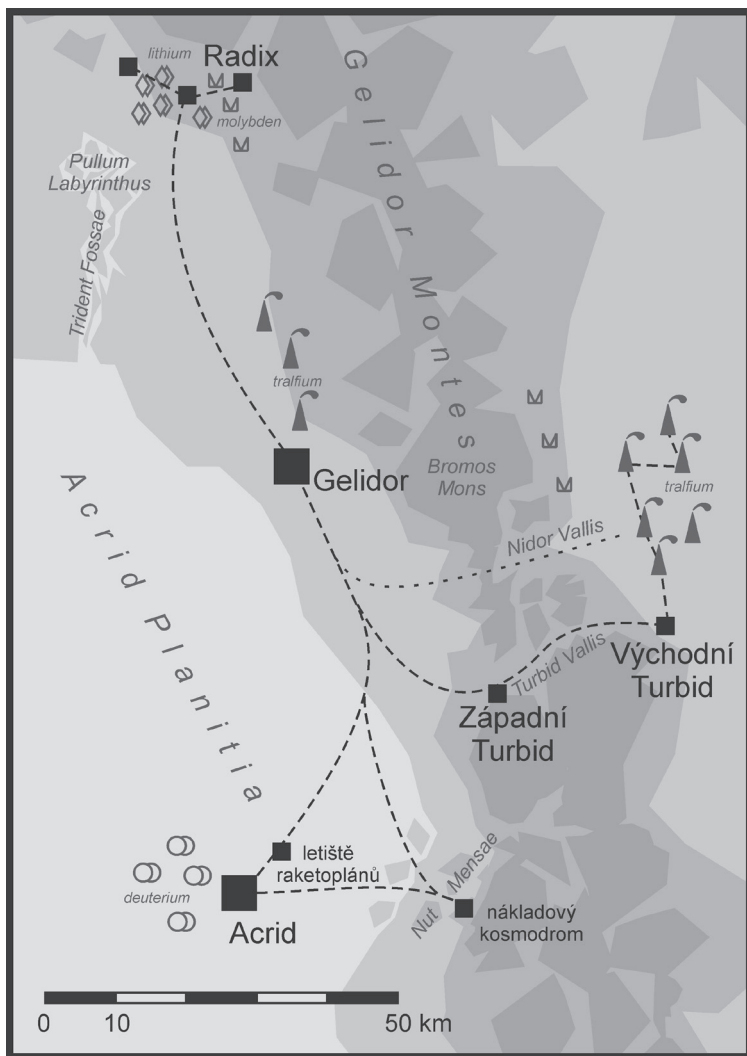 lithium
Radix
molybden
Pullum
Labyrinthus
Trident Fossae
Gelidor Montes
tralfium
Gelidor
Bromos
Mons
tralfium
Nidor Vallis
Acrid Planitia
Východní
Turbid
Turbid Vallis
Západní
Turbid
letiště
raketoplánů
Nut Mensae
deuterium
Acrid
nákladový
kosmodrom
0 10 50 km